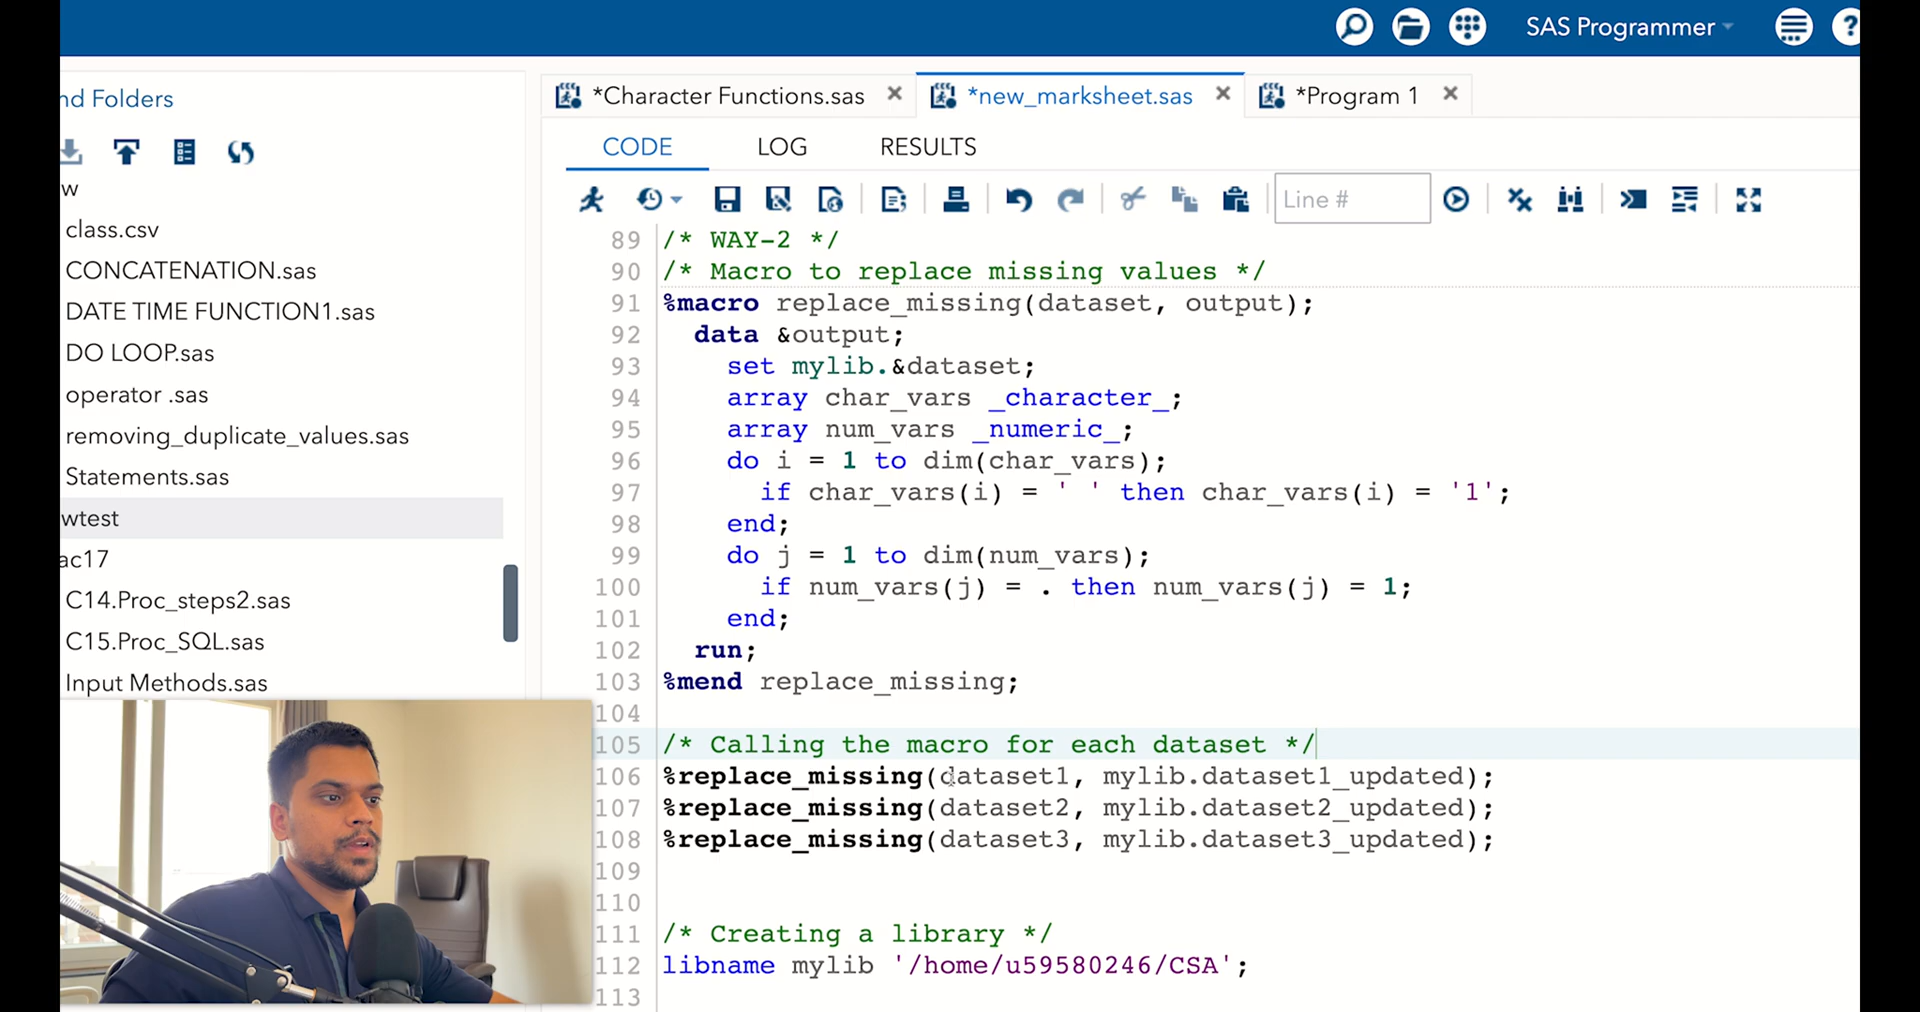 SAS Programmer
?
nd Folders
w
class.csv
CONCATENATION.sas
DATE TIME FUNCTION1.sas
DO LOOP.sas
operator .sas
removing_duplicate_values.sas
Statements.sas
wtest
ac17
C14.Proc_steps2.sas
C15.Proc_SQL.sas
Input Methods.sas
*Character Functions.sas
*new_marksheet.sas
*Program 1
CODE LOG RESULTS
Line #
89 /* WAY-2 */
90 /* Macro to replace missing values */
91 %macro replace_missing(dataset, output);
92 data &output;
93 set mylib.&dataset;
94 array char_vars _character_;
95 array num_vars _numeric_;
96 do i = 1 to dim(char_vars);
97 if char_vars(i) = ' ' then char_vars(i) = '1';
98 end;
99 do j = 1 to dim(num_vars);
100 if num_vars(j) = . then num_vars(j) = 1;
101 end;
102 run;
103 %mend replace_missing;
104
105 /* Calling the macro for each dataset */
106 %replace_missing(dataset1, mylib.dataset1_updated);
107 %replace_missing(dataset2, mylib.dataset2_updated);
108 %replace_missing(dataset3, mylib.dataset3_updated);
109
110
111 /* Creating a library */
112 libname mylib '/home/u59580246/CSA';
113